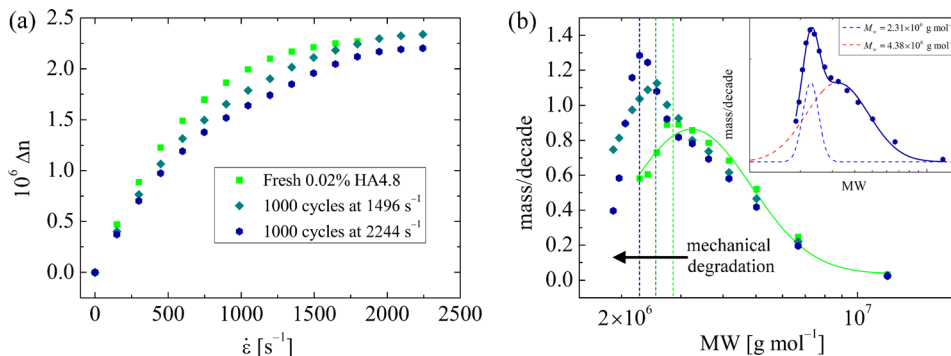 (a)
2.5
2.0
1.5
1.0
0.5
0.0
10⁶ Δn
Fresh 0.02% HA4.8
1000 cycles at 1496 s⁻¹
1000 cycles at 2244 s⁻¹
0 500 1000 1500 2000 2500
ε̇ [s⁻¹]
(b)
1.4
1.2
1.0
0.8
0.6
0.4
0.2
0.0
mass/decade
mechanical
degradation
2×10⁶ 10⁷
MW [g mol⁻¹]
M_w = 2.31×10⁶ g mol⁻¹
M_w = 4.38×10⁶ g mol⁻¹
mass/decade
MW